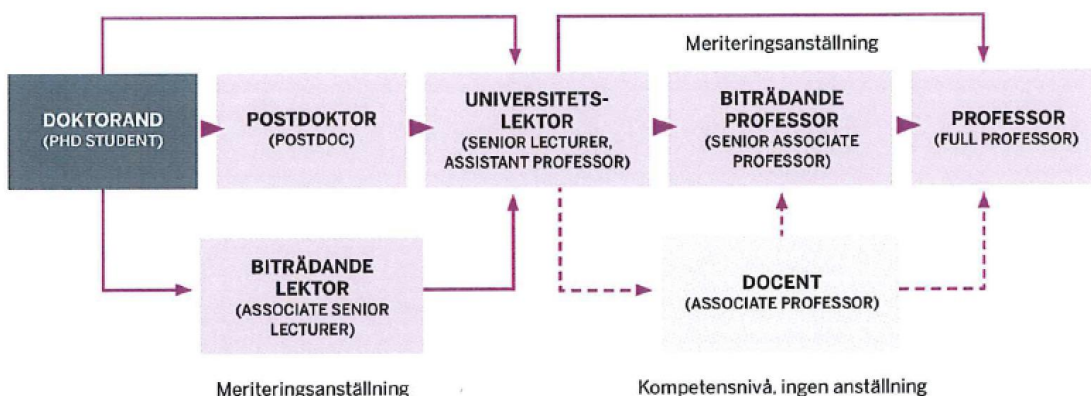 Meriteringsanställning
DOKTORAND
(PHD STUDENT)
POSTDOKTOR
(POSTDOC)
UNIVERSITETS-
LEKTOR
(SENIOR LECTURER,
ASSISTANT PROFESSOR)
BITRÄDANDE
PROFESSOR
(SENIOR ASSOCIATE
PROFESSOR)
PROFESSOR
(FULL PROFESSOR)
BITRÄDANDE
LEKTOR
(ASSOCIATE SENIOR
LECTURER)
DOCENT
(ASSOCIATE PROFESSOR)
Meriteringsanställning
Kompetensnivå, ingen anställning